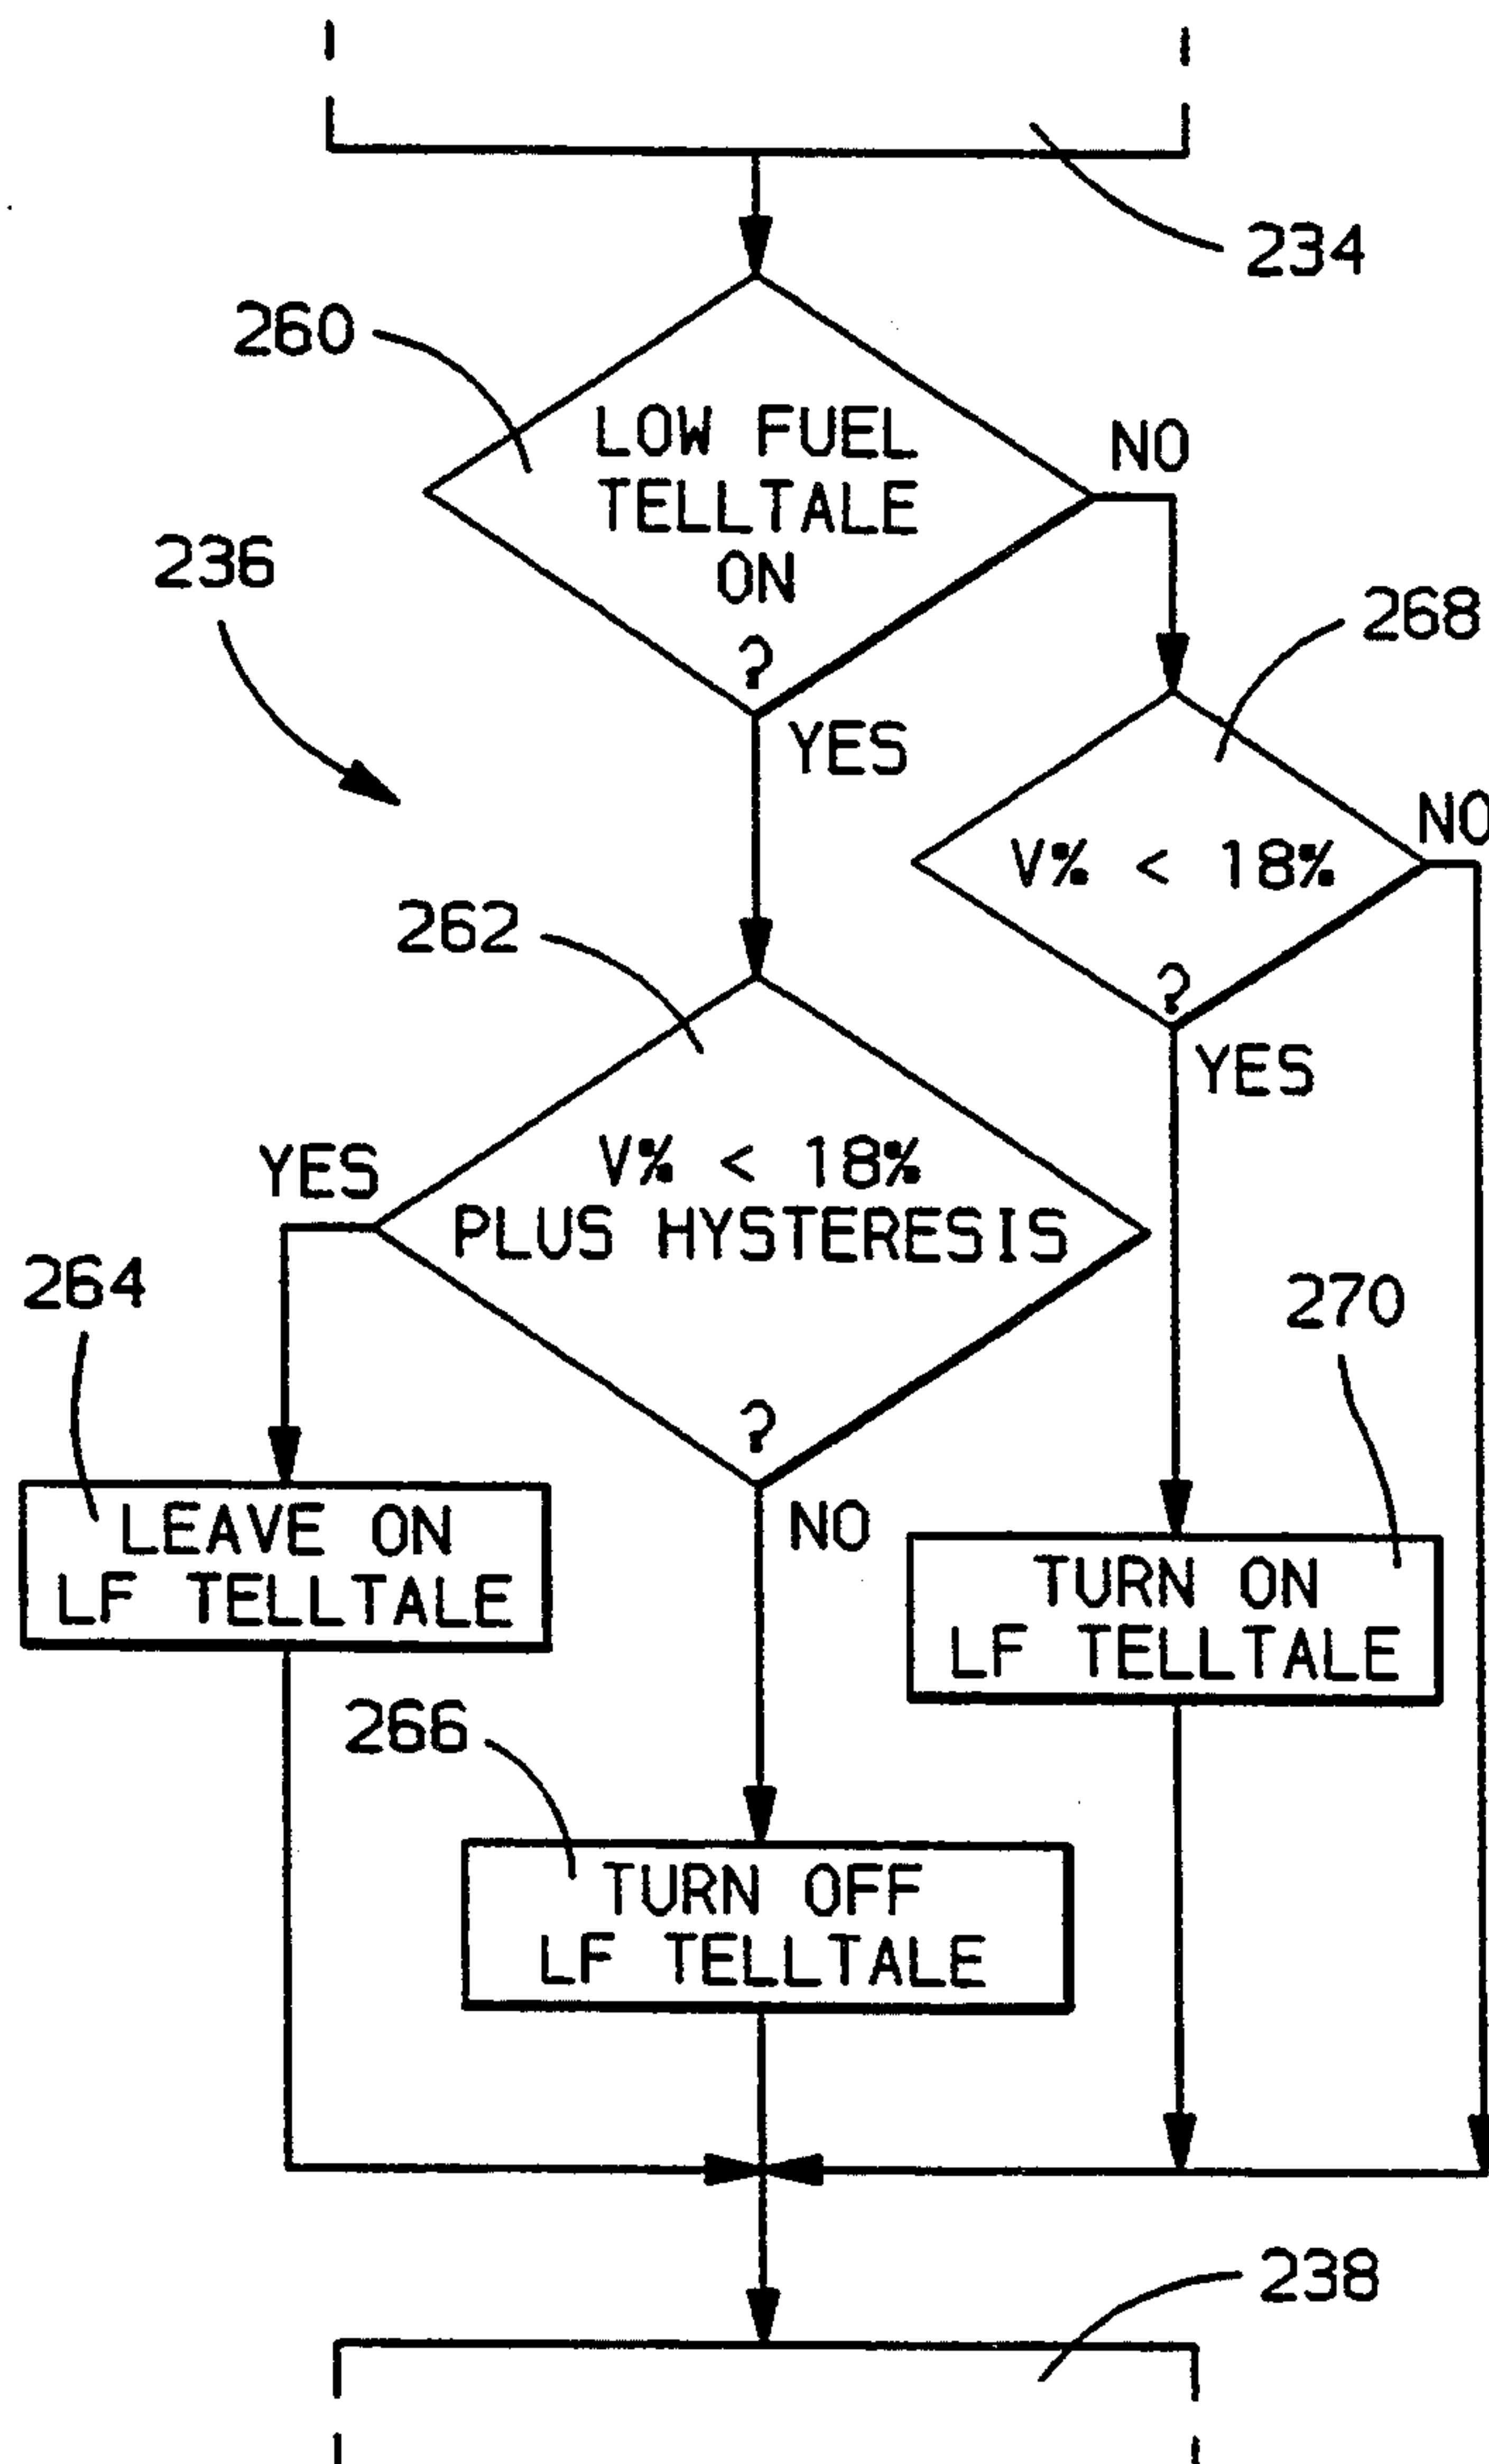 234
260
LOW FUEL
TELLTALE
ON
?
NO
236
268
YES
V% < 18%
?
NO
262
YES
V% < 18%
PLUS HYSTERESIS
?
YES
264
270
LEAVE ON
LF TELLTALE
NO
TURN ON
LF TELLTALE
266
TURN OFF
LF TELLTALE
238